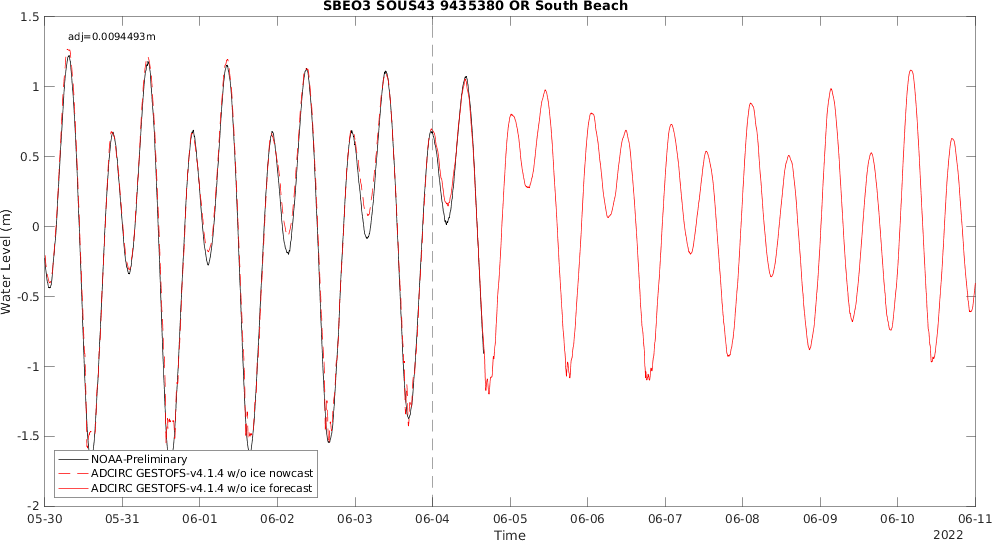 SBEO3 SOUS43 9435380 OR South Beach
adj=0.0094493m
1.5
1
0.5
0
-0.5
-1
-1.5
-2
Water Level (m)
NOAA-Preliminary
ADCIRC GESTOFS-v4.1.4 w/o ice nowcast
ADCIRC GESTOFS-v4.1.4 w/o ice forecast
05-30 05-31 06-01 06-02 06-03 06-04 06-05 06-06 06-07 06-08 06-09 06-10 06-11
Time
2022